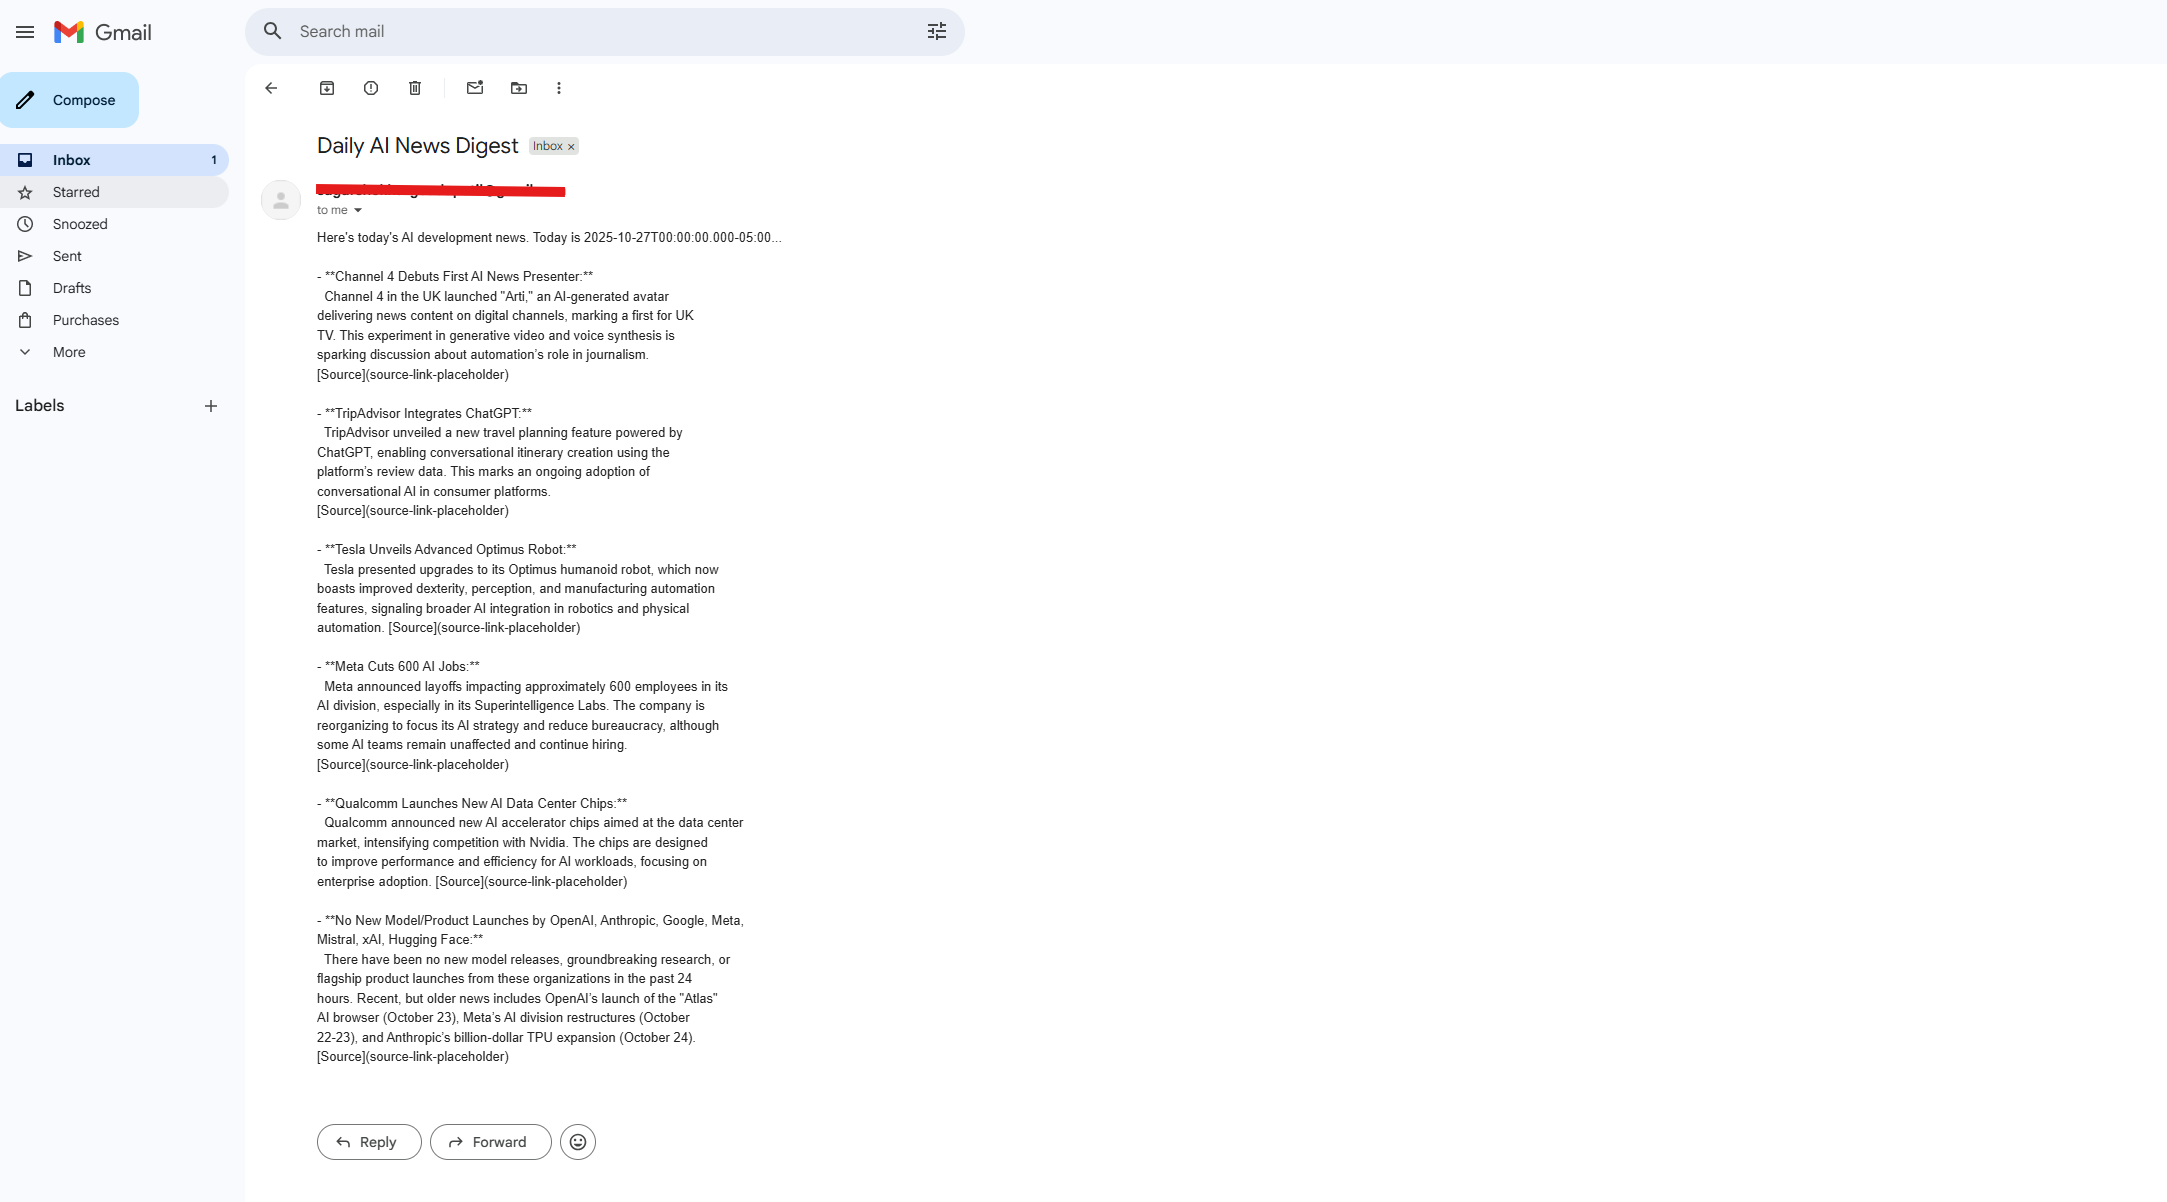 Gmail
Search mail
Compose
Inbox 1
Starred
Snoozed
Sent
Drafts
Purchases
More
Labels
Daily AI News Digest Inbox ×
to me
Here's today's AI development news. Today is 2025-10-27T00:00:00.000-05:00...
- **Channel 4 Debuts First AI News Presenter:**
Channel 4 in the UK launched "Arti," an AI-generated avatar
delivering news content on digital channels, marking a first for UK
TV. This experiment in generative video and voice synthesis is
sparking discussion about automation’s role in journalism.
[Source](source-link-placeholder)
- **TripAdvisor Integrates ChatGPT:**
TripAdvisor unveiled a new travel planning feature powered by
ChatGPT, enabling conversational itinerary creation using the
platform’s review data. This marks an ongoing adoption of
conversational AI in consumer platforms.
[Source](source-link-placeholder)
- **Tesla Unveils Advanced Optimus Robot:**
Tesla presented upgrades to its Optimus humanoid robot, which now
boasts improved dexterity, perception, and manufacturing automation
features, signaling broader AI integration in robotics and physical
automation. [Source](source-link-placeholder)
- **Meta Cuts 600 AI Jobs:**
Meta announced layoffs impacting approximately 600 employees in its
AI division, especially in its Superintelligence Labs. The company is
reorganizing to focus its AI strategy and reduce bureaucracy, although
some AI teams remain unaffected and continue hiring.
[Source](source-link-placeholder)
- **Qualcomm Launches New AI Data Center Chips:**
Qualcomm announced new AI accelerator chips aimed at the data center
market, intensifying competition with Nvidia. The chips are designed
to improve performance and efficiency for AI workloads, focusing on
enterprise adoption. [Source](source-link-placeholder)
- **No New Model/Product Launches by OpenAI, Anthropic, Google, Meta,
Mistral, xAI, Hugging Face:**
There have been no new model releases, groundbreaking research, or
flagship product launches from these organizations in the past 24
hours. Recent, but older news includes OpenAI’s launch of the "Atlas"
AI browser (October 23), Meta’s AI division restructures (October
22-23), and Anthropic’s billion-dollar TPU expansion (October 24).
[Source](source-link-placeholder)
Reply
Forward